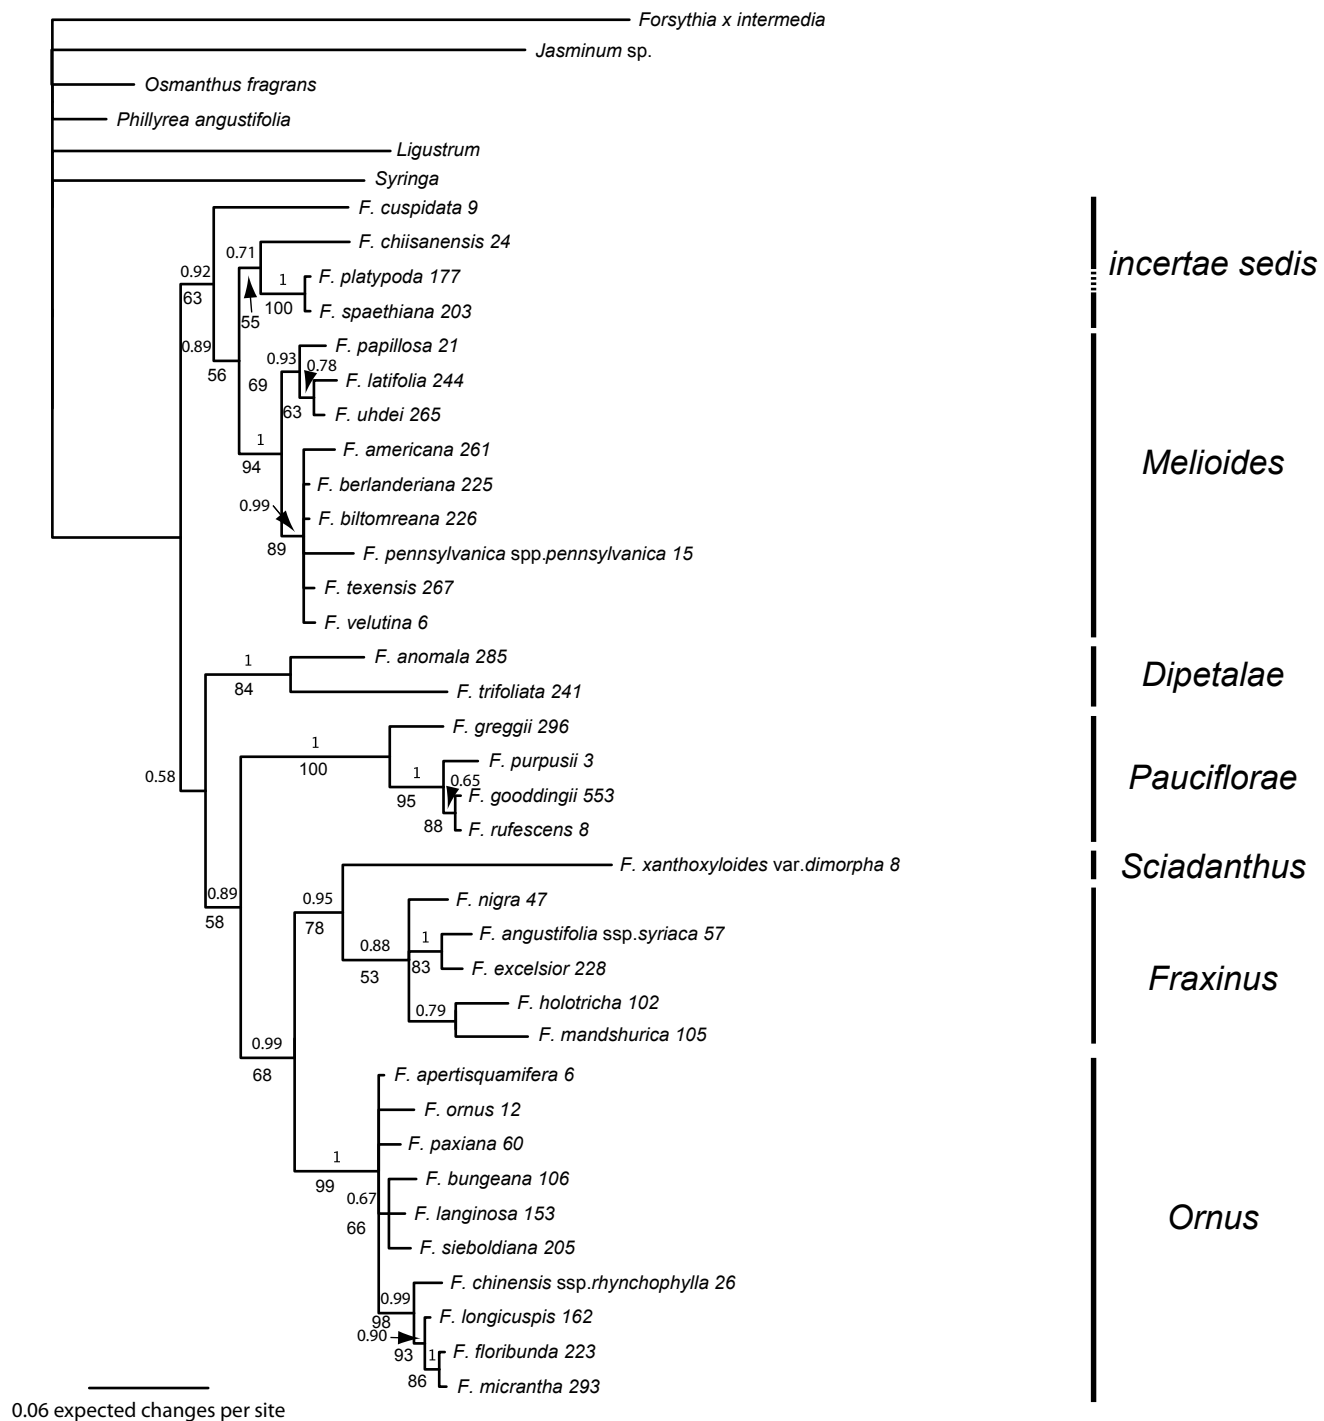 Forsythia x intermedia
Jasminum sp.
Osmanthus fragrans
Phillyrea angustifolia
Ligustrum
Syringa
F. cuspidata 9
0.71
F. chiisanensis 24
incertae sedis
0.92
1
F. platypoda 177
63
100
F. spaethiana 203
55
0.89
F. papillosa 21
56
0.93
0.78
69
F. latifolia 244
63
F. uhdei 265
1
F. americana 261
94
Melioides
F. berlanderiana 225
0.99
F. biltomreana 226
89
F. pennsylvanica spp.pennsylvanica 15
F. texensis 267
F. velutina 6
1
F. anomala 285
84
F. trifoliata 241
Dipetalae
F. greggii 296
1
100
F. purpusii 3
0.58
1
0.65
Pauciflorae
95
F. gooddingii 553
88
F. rufescens 8
F. xanthoxyloides var.dimorpha 8
Sciadanthus
0.89
0.95
F. nigra 47
58
78
1
F. angustifolia ssp.syriaca 57
0.88
83
F. excelsior 228
53
Fraxinus
0.79
F. holotricha 102
F. mandshurica 105
0.99
68
F. apertisquamifera 6
F. ornus 12
F. paxiana 60
1
F. bungeana 106
99
0.67
F. langinosa 153
66
Ornus
F. sieboldiana 205
F. chinensis ssp.rhynchophylla 26
0.99
98
F. longicuspis 162
0.90
93
1
F. floribunda 223
86
F. micrantha 293
0.06 expected changes per site